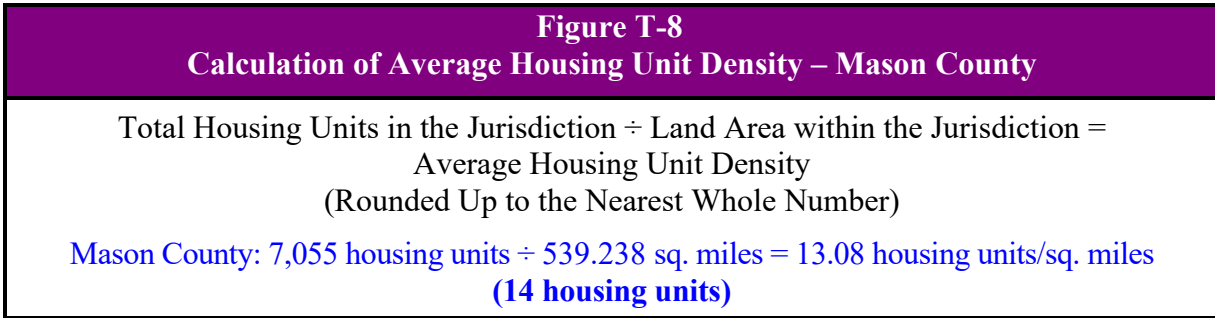 Figure T-8
Calculation of Average Housing Unit Density – Mason County
Total Housing Units in the Jurisdiction ÷ Land Area within the Jurisdiction =
Average Housing Unit Density
(Rounded Up to the Nearest Whole Number)
Mason County: 7,055 housing units ÷ 539.238 sq. miles = 13.08 housing units/sq. miles
(14 housing units)